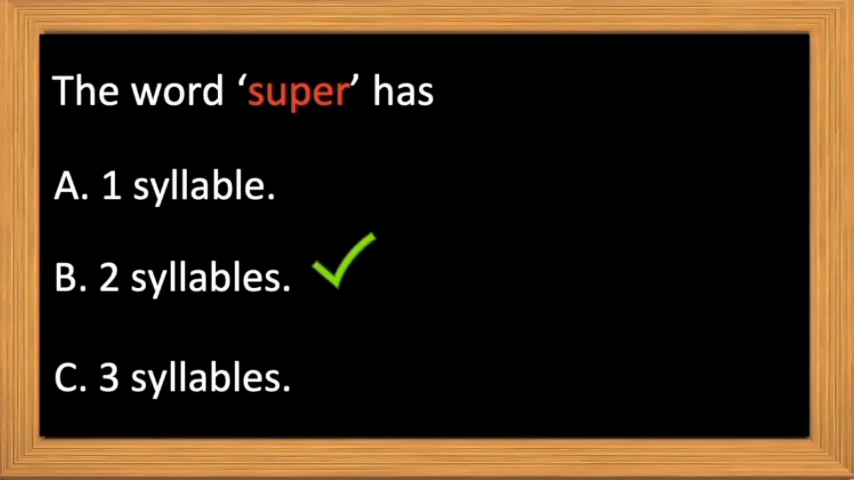 The word ‘super’ has
A. 1 syllable.
B. 2 syllables.
C. 3 syllables.